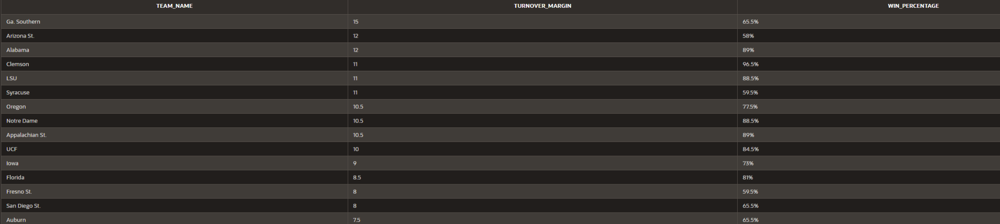 TEAM_NAME TURNOVER_MARGIN WIN_PERCENTAGE
Ga. Southern 15 65.5%
Arizona St. 12 58%
Alabama 12 89%
Clemson 11 96.5%
LSU 11 88.5%
Syracuse 11 59.5%
Oregon 10.5 77.5%
Notre Dame 10.5 88.5%
Appalachian St. 10.5 89%
UCF 10 84.5%
Iowa 9 73%
Florida 8.5 81%
Fresno St. 8 59.5%
San Diego St. 8 65.5%
Auburn 7.5 65.5%